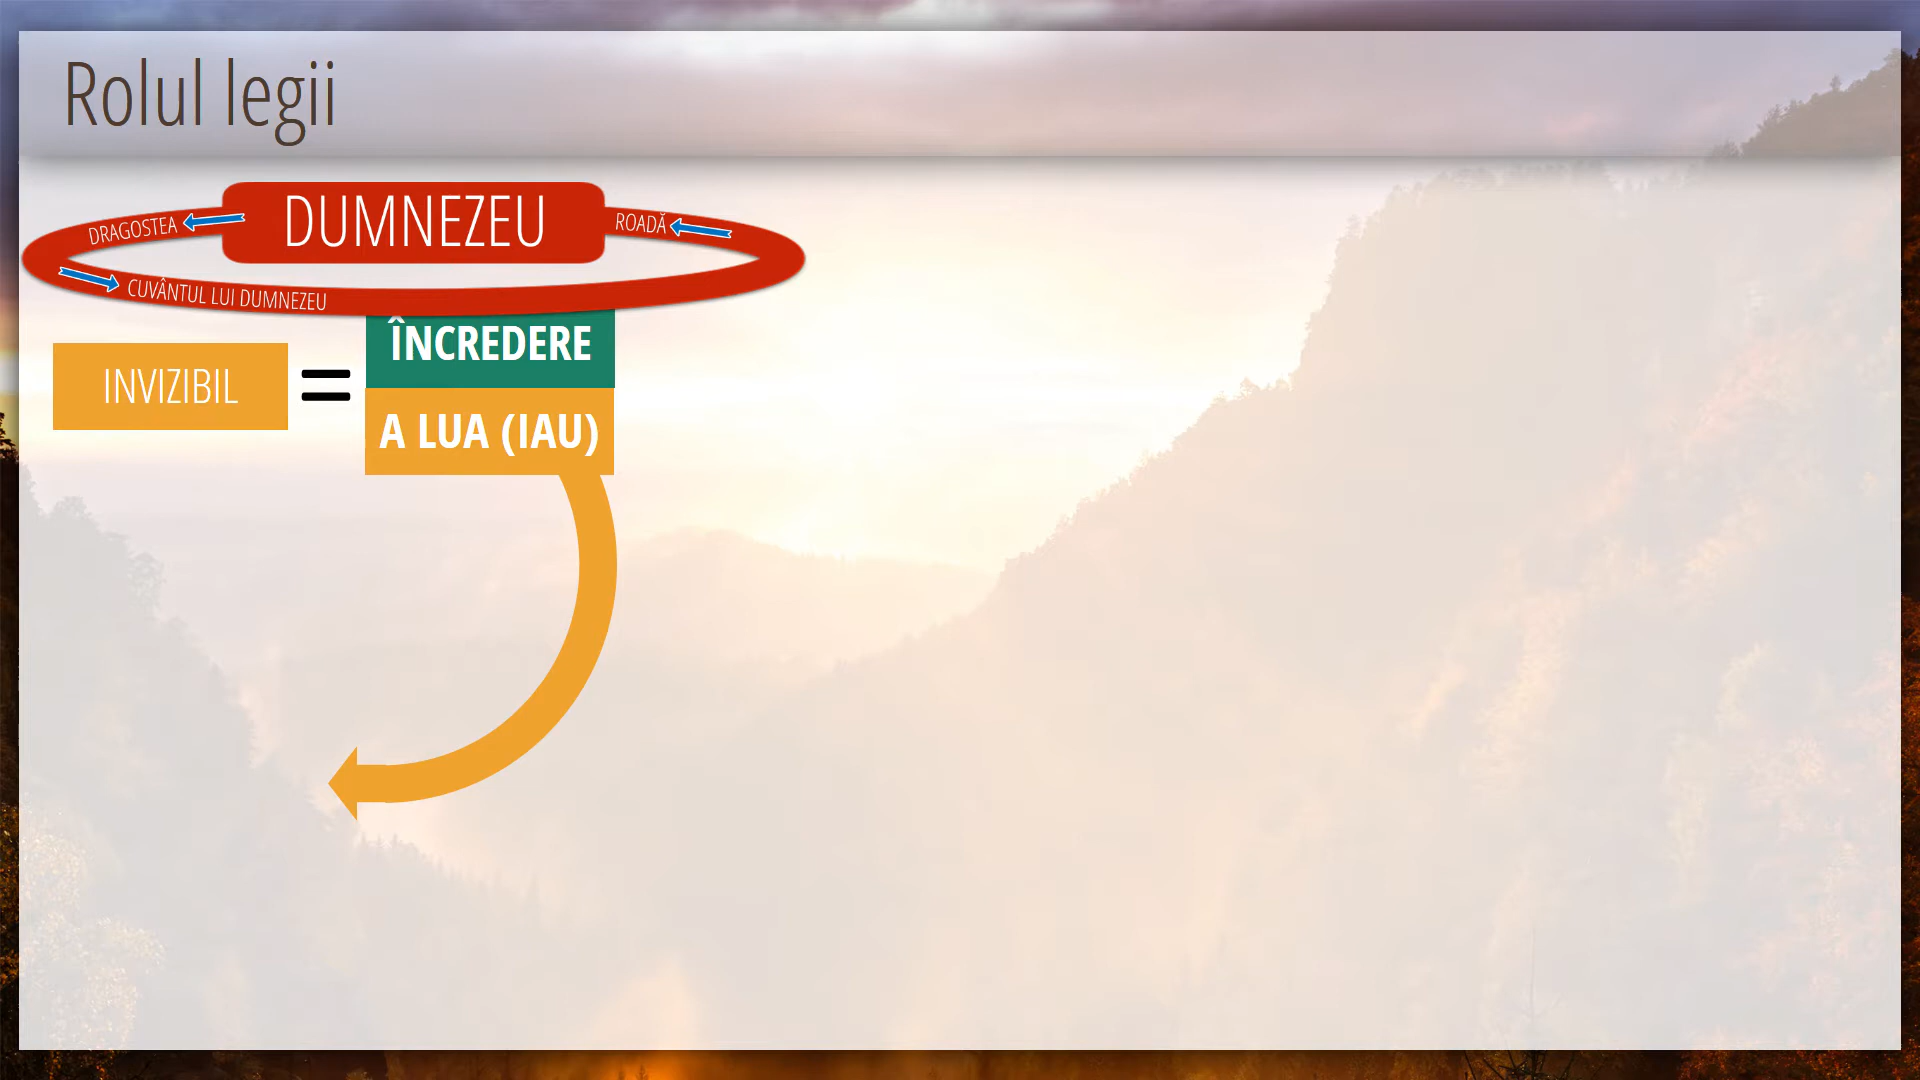 Rolul legii
DUMNEZEU
DRAGOSTEA
ROADĂ
CUVÂNTUL LUI DUMNEZEU
ÎNCREDERE
INVIZIBIL =
A LUA (IAU)